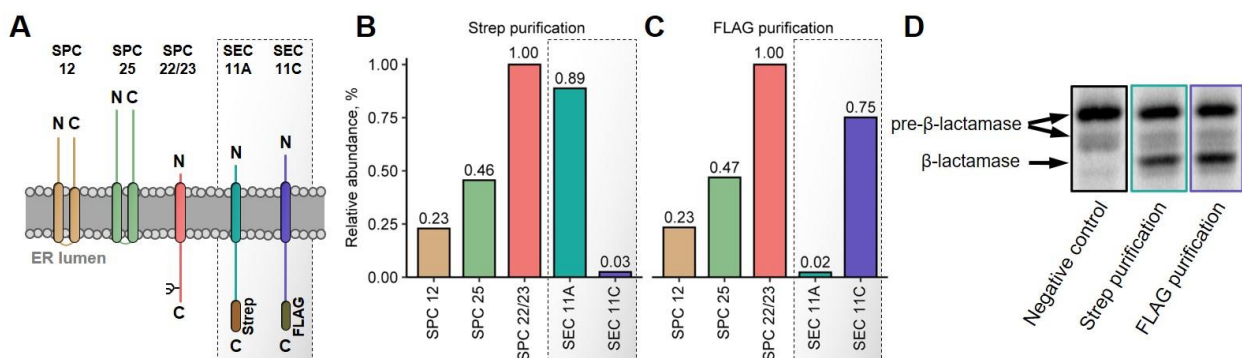 A
SPC SPC SPC SEC SEC
12 25 22/23 11A 11C
N C
N C
N
N
N
ER lumen
C
Strep
C
FLAG
C
B
Strep purification
Relative abundance, %
1.00
0.75
0.50
0.25
0.00
0.23
0.46
1.00
0.89
0.03
SPC 12
SPC 25
SPC 22/23
SEC 11A
SEC 11C
C
FLAG purification
0.23
0.47
1.00
0.02
0.75
SPC 12
SPC 25
SPC 22/23
SEC 11A
SEC 11C
D
pre-β-lactamase
β-lactamase
Negative control
Strep purification
FLAG purification